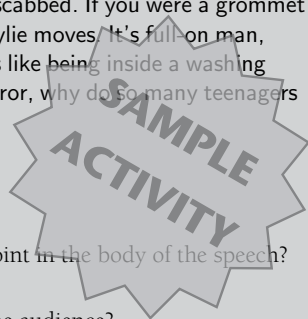 scabbed. If you were a grommet
ylie moves. It's full-on man,
s like being inside a washing
ror, why do so many teenagers
SAMPLE
ACTIVITY
oint in the body of the speech?
audience?